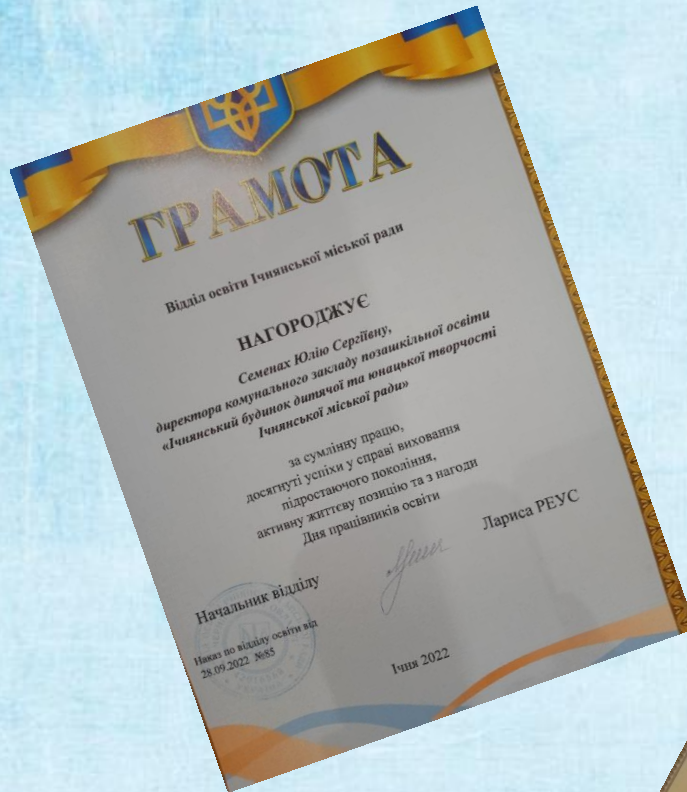 ГРАМОТА
Відділ освіти Ічнянської міської ради
НАГОРОДЖУЄ
Семенах Юлію Сергіївну,
директора комунального закладу позашкільної освіти
«Ічнянський будинок дитячої та юнацької творчості
Ічнянської міської ради»
за сумлінну працю,
досягнуті успіхи у справі виховання
підростаючого покоління,
активну життєву позицію та з нагоди
Дня працівників освіти
Начальник відділу
Лариса РЕУС
Наказ по відділу освіти від
28.09.2022 №85
Ічня 2022